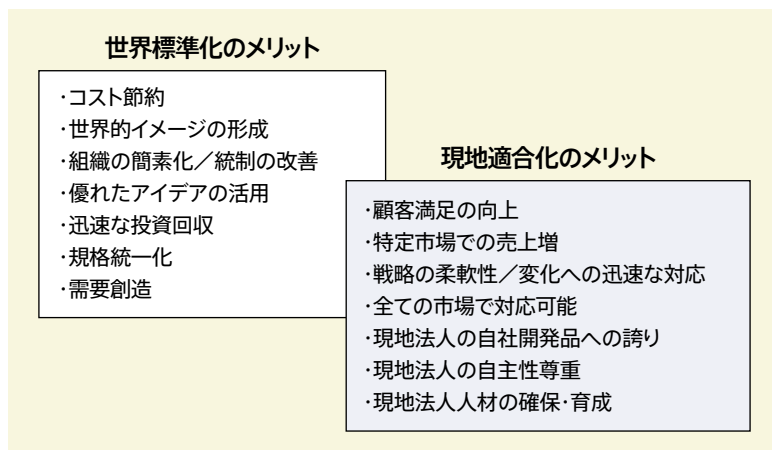 世界標準化のメリット
・コスト節約
・世界的イメージの形成
・組織の簡素化／統制の改善
・優れたアイデアの活用
・迅速な投資回収
・規格統一化
・需要創造
現地適合化のメリット
・顧客満足の向上
・特定市場での売上増
・戦略の柔軟性／変化への迅速な対応
・全ての市場で対応可能
・現地法人の自社開発品への誇り
・現地法人の自主性尊重
・現地法人人材の確保・育成